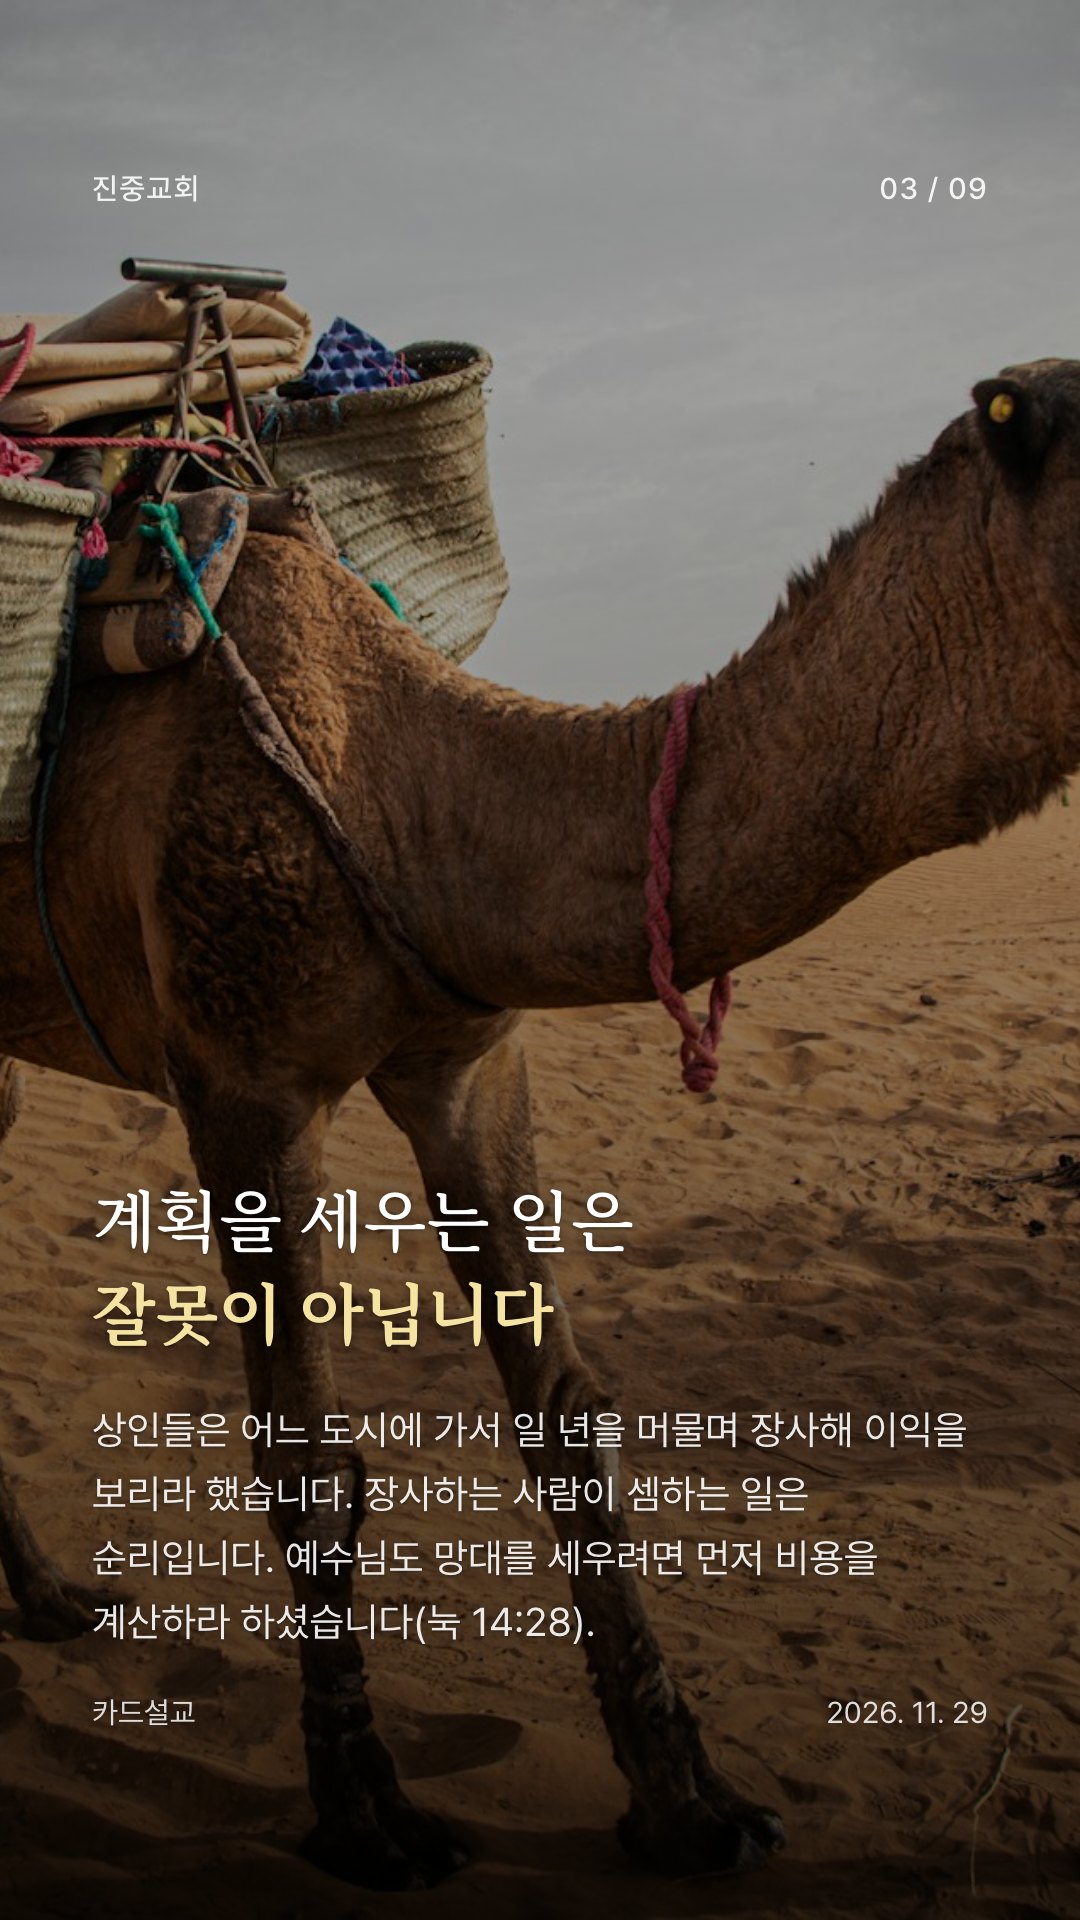 진중교회
03 / 09
계획을 세우는 일은
잘못이 아닙니다
상인들은 어느 도시에 가서 일 년을 머물며 장사해 이익을
보리라 했습니다. 장사하는 사람이 셈하는 일은
순리입니다. 예수님도 망대를 세우려면 먼저 비용을
계산하라 하셨습니다(눅 14:28).
카드설교
2026. 11. 29